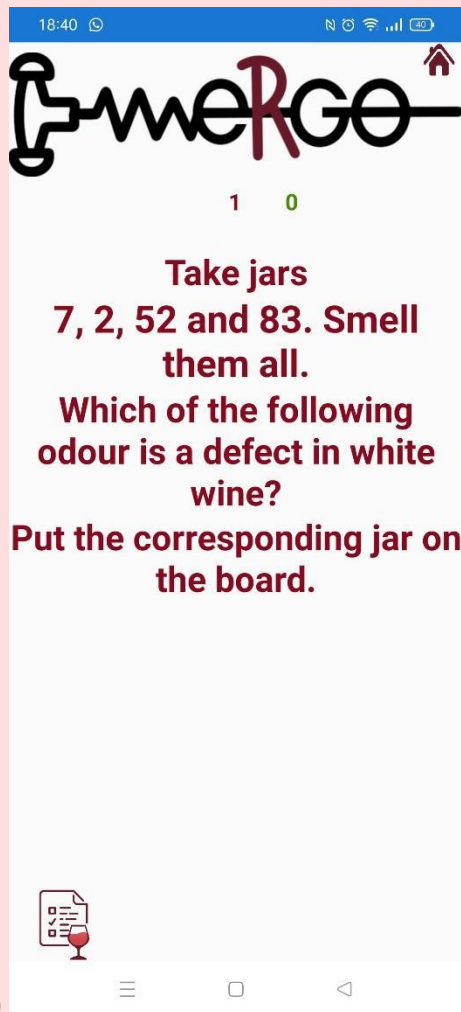 18:40
40
meRGO
1 0
Take jars
7, 2, 52 and 83. Smell
them all.
Which of the following
odour is a defect in white
wine?
Put the corresponding jar on
the board.